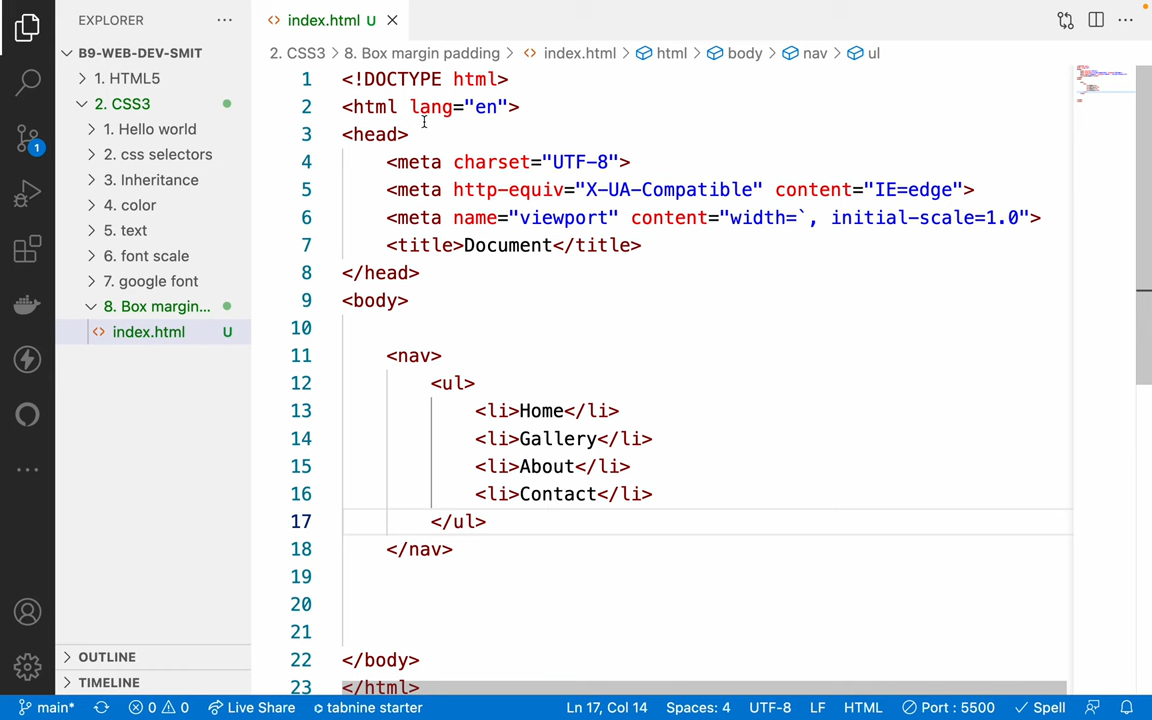 EXPLORER
index.html U
B9-WEB-DEV-SMIT
2. CSS3 > 8. Box margin padding > index.html > html > body > nav > ul
1. HTML5
2. CSS3
1. Hello world
2. css selectors
3. Inheritance
4. color
5. text
6. font scale
7. google font
8. Box margin...
index.html U
1 <!DOCTYPE html>
2 <html lang="en">
3 <head>
4 <meta charset="UTF-8">
5 <meta http-equiv="X-UA-Compatible" content="IE=edge">
6 <meta name="viewport" content="width=`, initial-scale=1.0">
7 <title>Document</title>
8 </head>
9 <body>
10
11 <nav>
12 <ul>
13 <li>Home</li>
14 <li>Gallery</li>
15 <li>About</li>
16 <li>Contact</li>
17 </ul>
18 </nav>
19
20
21
22 </body>
23 </html>
1
OUTLINE
TIMELINE
main* 0 0 Live Share tabnine starter Ln 17, Col 14 Spaces: 4 UTF-8 LF HTML Port : 5500 Spell